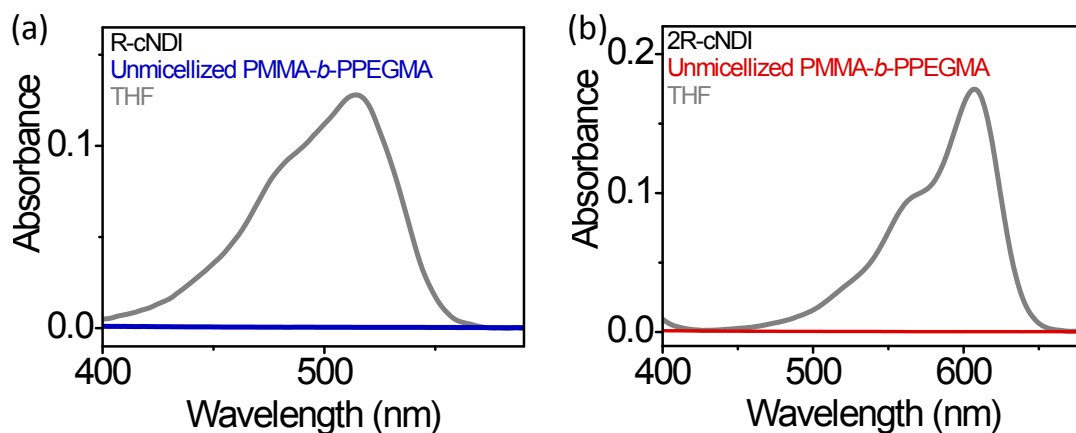 (a)
R-cNDI
Unmicellized PMMA-b-PPEGMA
THF
Absorbance
0.1
0.0
400
500
Wavelength (nm)
(b)
2R-cNDI
Unmicellized PMMA-b-PPEGMA
THF
Absorbance
0.2
0.1
0.0
400
500
600
Wavelength (nm)